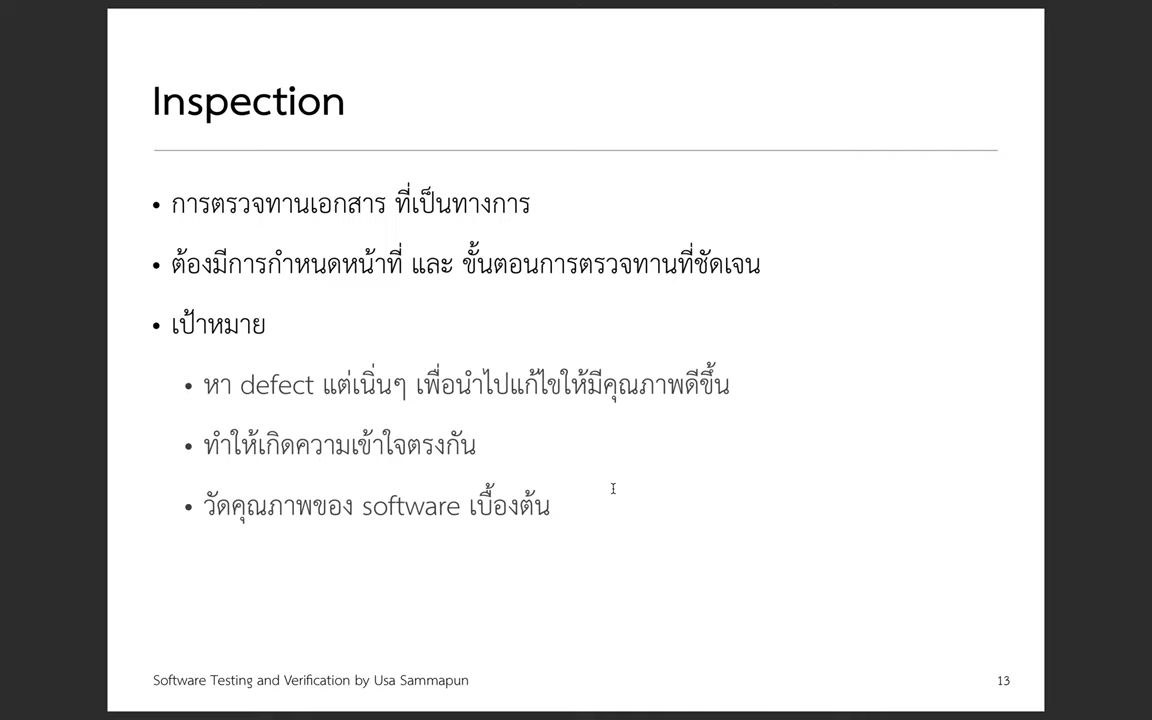 Inspection
• การตรวจทานเอกสาร ที่เป็นทางการ
• ต้องมีการกำหนดหน้าที่ และ ขั้นตอนการตรวจทานที่ชัดเจน
• เป้าหมาย
• หา defect แต่เนิ่นๆ เพื่อนำไปแก้ไขให้มีคุณภาพดีขึ้น
• ทำให้เกิดความเข้าใจตรงกัน
• วัดคุณภาพของ software เบื้องต้น
Software Testing and Verification by Usa Sammapun 13